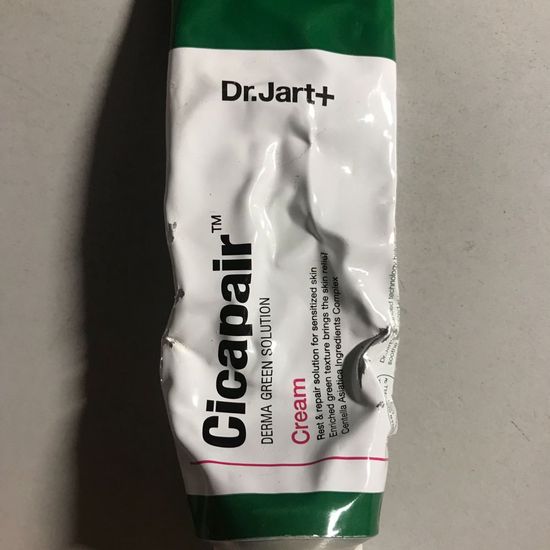 Dr.Jart+
Cicapair™
DERMA GREEN SOLUTION
Cream
Rest & repair solution for sensitized skin
Enriched green texture brings the skin relief
Centella Asiatica Ingredients Complex
technology